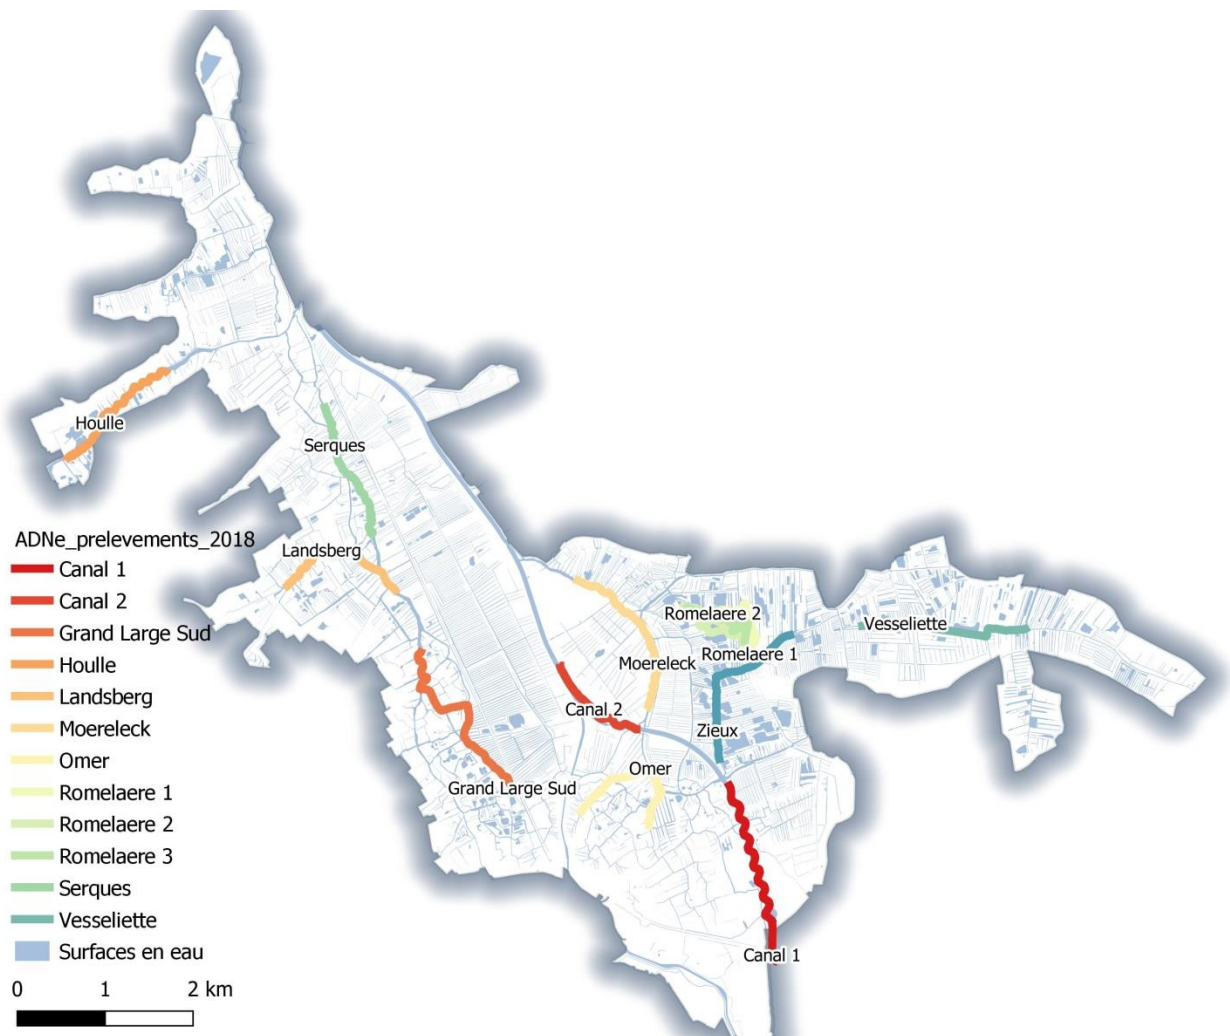 Houlle
Serques
Landsberg
Romelaere 2
Vesseliette
Romelaere 1
Moereleck
Canal 2
Zieux
Omer
Grand Large Sud
Canal 1
ADNe_prelevements_2018
Canal 1
Canal 2
Grand Large Sud
Houlle
Landsberg
Moereleck
Omer
Romelaere 1
Romelaere 2
Romelaere 3
Serques
Vesseliette
Surfaces en eau
0 1 2 km